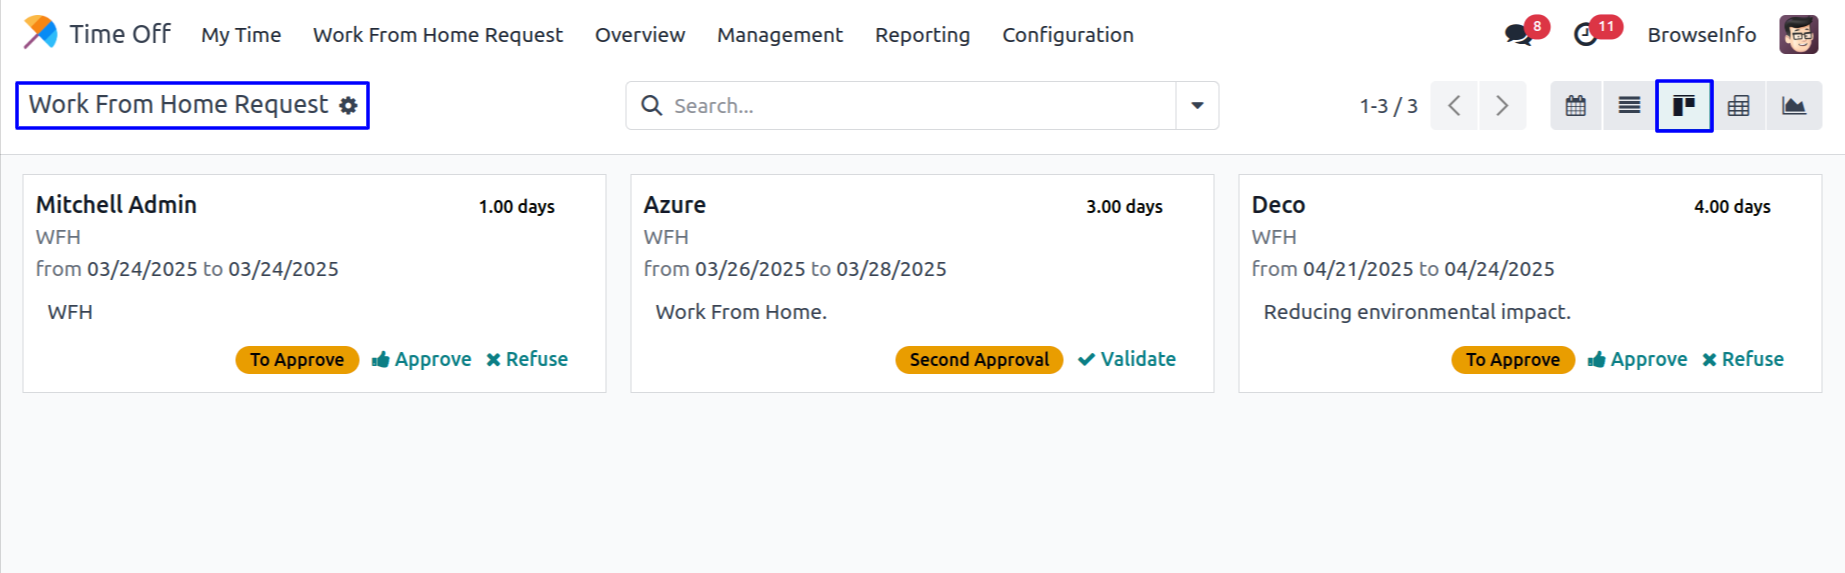 Time Off My Time Work From Home Request Overview Management Reporting Configuration 8 11 BrowseInfo
Work From Home Request Search... 1-3 / 3
Mitchell Admin 1.00 days
WFH
from 03/24/2025 to 03/24/2025
WFH
To Approve Approve Refuse
Azure 3.00 days
WFH
from 03/26/2025 to 03/28/2025
Work From Home.
Second Approval Validate
Deco 4.00 days
WFH
from 04/21/2025 to 04/24/2025
Reducing environmental impact.
To Approve Approve Refuse